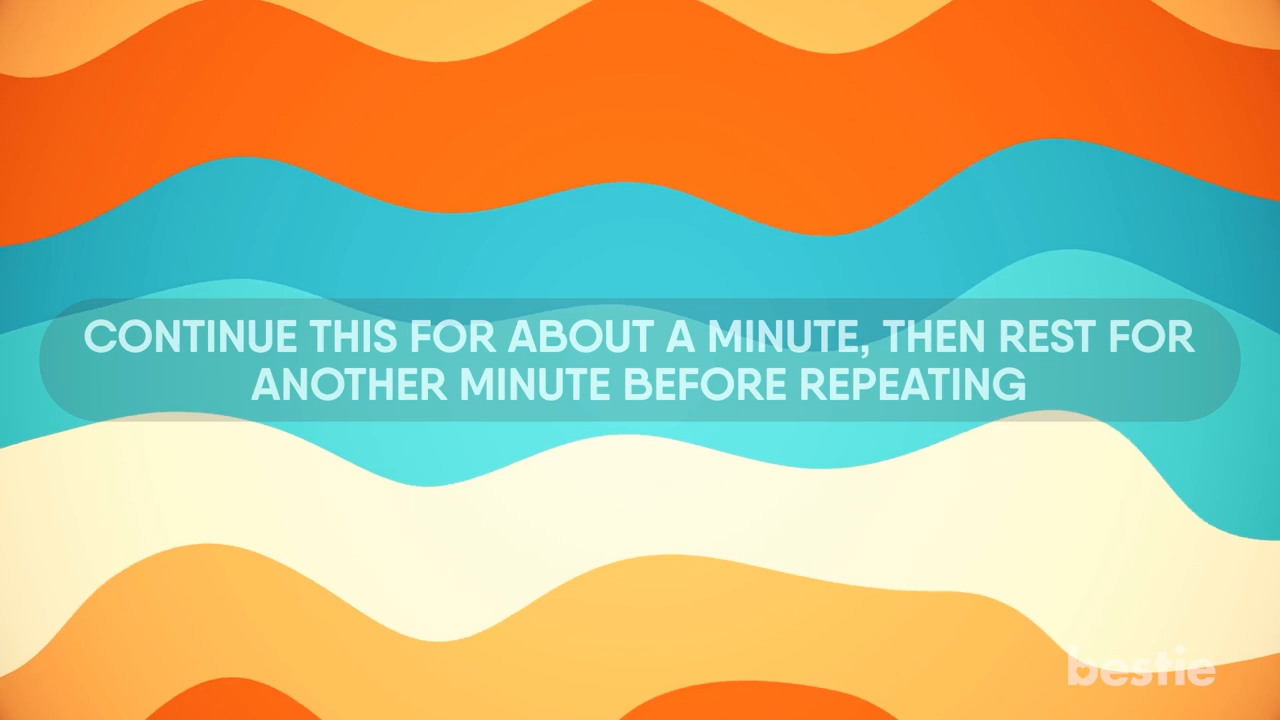 CONTINUE THIS FOR ABOUT A MINUTE, THEN REST FOR
ANOTHER MINUTE BEFORE REPEATING
bestie